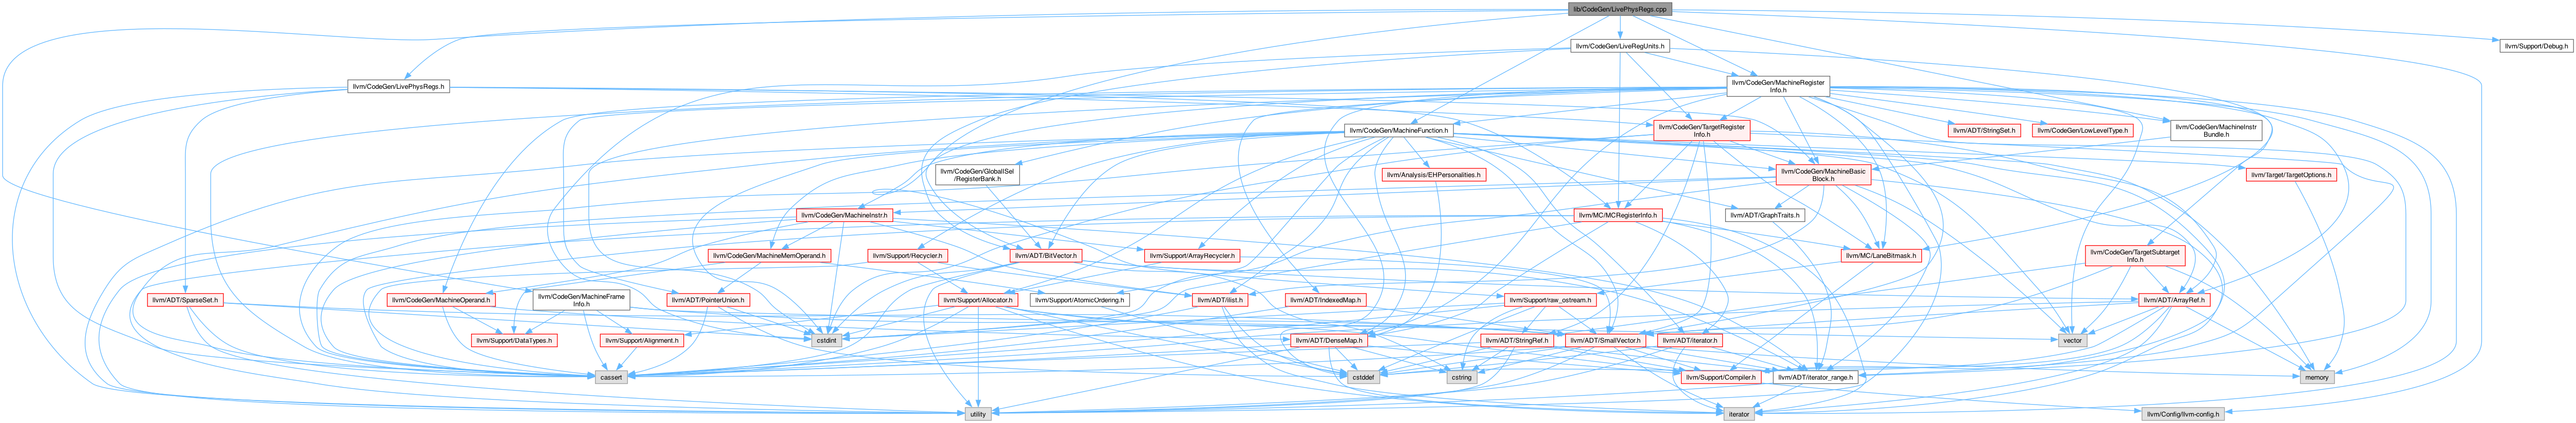 lib/CodeGen/LivePhysRegs.cpp
llvm/CodeGen/LiveRegUnits.h
llvm/Support/Debug.h
llvm/CodeGen/LivePhysRegs.h
llvm/CodeGen/MachineRegister
Info.h
llvm/CodeGen/MachineFunction.h
llvm/CodeGen/TargetRegister
Info.h
llvm/ADT/StringSet.h
llvm/CodeGen/LowLevelType.h
llvm/CodeGen/MachineInstr
Bundle.h
llvm/CodeGen/GlobalISel
/RegisterBank.h
llvm/Analysis/EHPersonalities.h
llvm/CodeGen/MachineBasic
Block.h
llvm/Target/TargetOptions.h
llvm/CodeGen/MachineInstr.h
llvm/MC/MCRegisterInfo.h
llvm/ADT/GraphTraits.h
llvm/CodeGen/MachineMemOperand.h
llvm/Support/Recycler.h
llvm/ADT/BitVector.h
llvm/Support/ArrayRecycler.h
llvm/MC/LaneBitmask.h
llvm/CodeGen/TargetSubtarget
Info.h
llvm/ADT/SparseSet.h
llvm/CodeGen/MachineOperand.h
llvm/CodeGen/MachineFrame
Info.h
llvm/ADT/PointerUnion.h
llvm/Support/AtomicOrdering.h
llvm/Support/Allocator.h
llvm/ADT/ilist.h
llvm/ADT/IndexedMap.h
llvm/Support/raw_ostream.h
llvm/ADT/ArrayRef.h
llvm/Support/DataTypes.h
llvm/Support/Alignment.h
cstdint
llvm/ADT/DenseMap.h
llvm/ADT/StringRef.h
llvm/ADT/SmallVector.h
llvm/ADT/iterator.h
vector
cassert
cstddef
cstring
llvm/Support/Compiler.h
llvm/ADT/iterator_range.h
memory
utility
iterator
llvm/Config/llvm-config.h